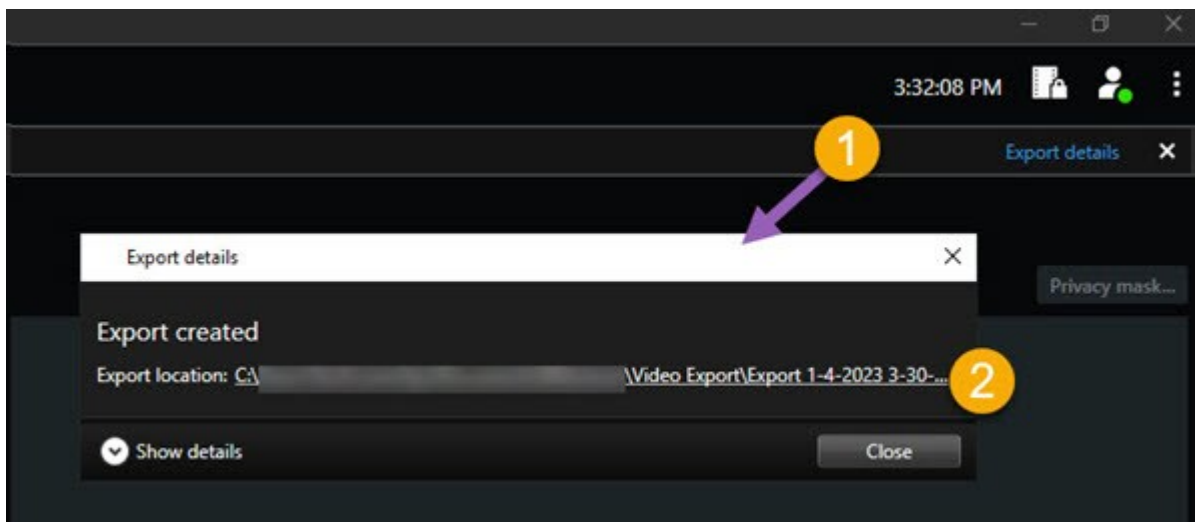 3:32:08 PM
1
Export details
Export details
Privacy mask...
Export created
Export location: C:\ \Video Export\Export 1-4-2023 3-30-...
2
Show details
Close